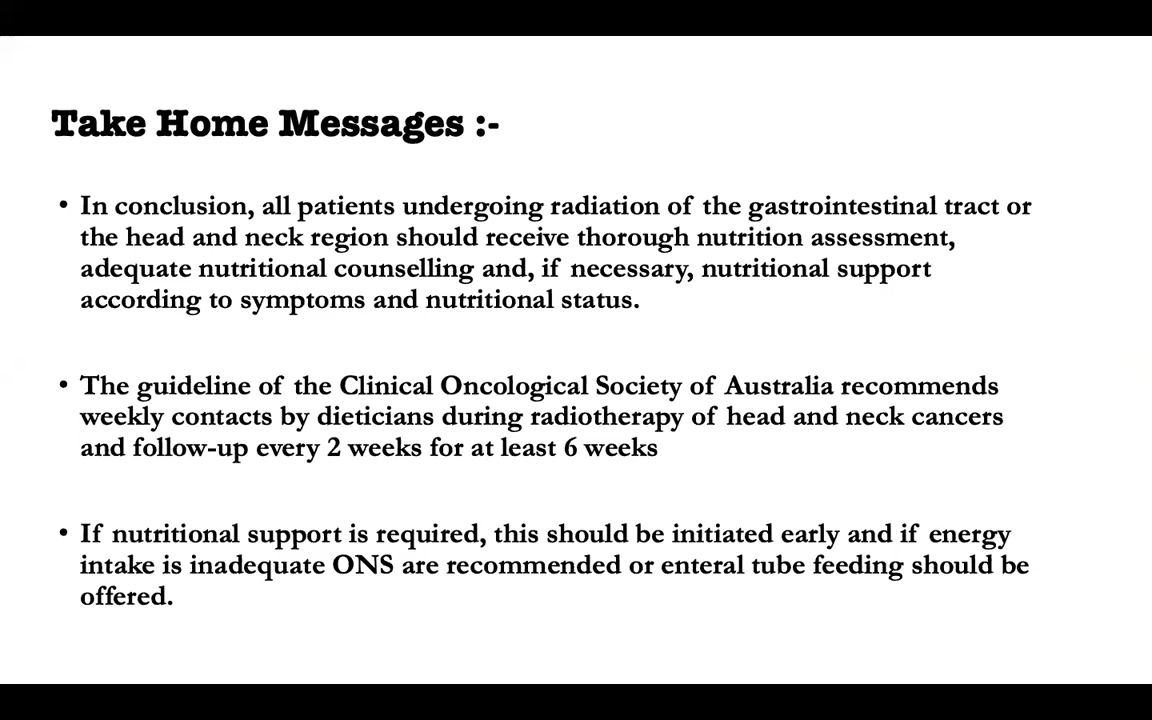 Take Home Messages :-
• In conclusion, all patients undergoing radiation of the gastrointestinal tract or
the head and neck region should receive thorough nutrition assessment,
adequate nutritional counselling and, if necessary, nutritional support
according to symptoms and nutritional status.
• The guideline of the Clinical Oncological Society of Australia recommends
weekly contacts by dieticians during radiotherapy of head and neck cancers
and follow-up every 2 weeks for at least 6 weeks
• If nutritional support is required, this should be initiated early and if energy
intake is inadequate ONS are recommended or enteral tube feeding should be
offered.